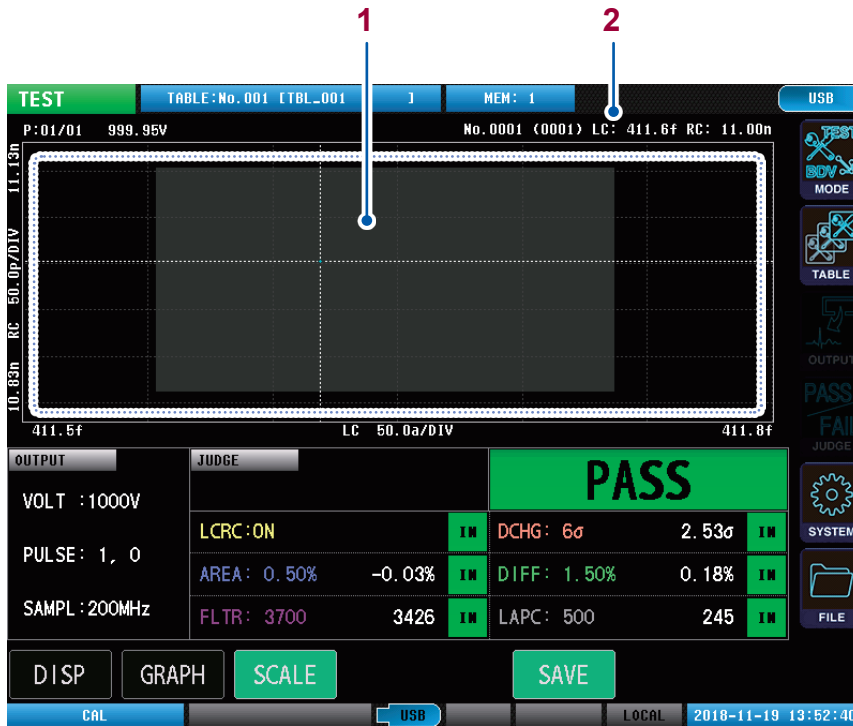 1 2
TEST TABLE:No.001 [TBL_001 ] MEM: 1 USB
P:01/01 999.95V No.0001 (0001) LC: 411.6f RC: 11.00n
10.83n RC 50.0p/DIV 11.13n
411.5f LC 50.0a/DIV 411.8f
TEST
BDV
MODE
TABLE
OUTPUT
PASS
FAIL
JUDGE
SYSTEM
FILE
OUTPUT
VOLT :1000V
PULSE: 1, 0
SAMPL:200MHz
JUDGE
PASS
LCRC:ON IN DCHG: 6σ 2.53σ IN
AREA: 0.50% -0.03% IN DIFF: 1.50% 0.18% IN
FLTR: 3700 3426 IN LAPC: 500 245 IN
DISP GRAPH SCALE SAVE
CAL USB LOCAL 2018-11-19 13:52:40